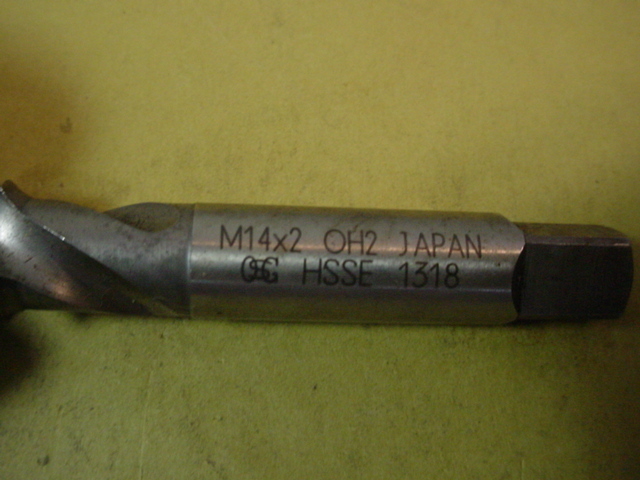 M14x2 OH2 JAPAN
OSG HSSE 1318